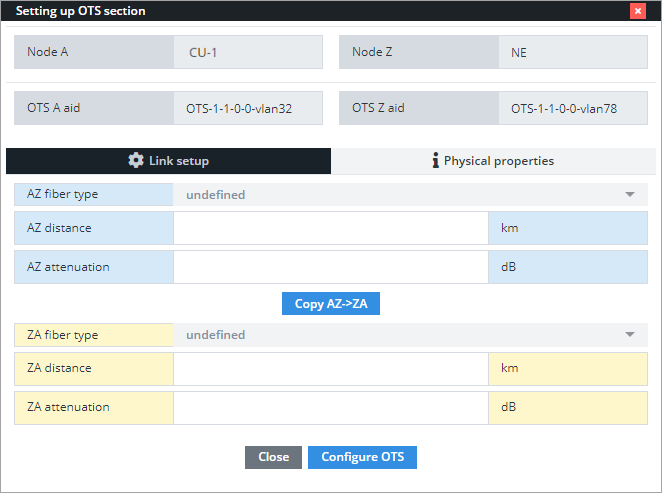 Setting up OTS section
Node A CU-1 Node Z NE
OTS A aid OTS-1-1-0-0-vlan32 OTS Z aid OTS-1-1-0-0-vlan78
Link setup Physical properties
AZ fiber type undefined
AZ distance km
AZ attenuation dB
Copy AZ->ZA
ZA fiber type undefined
ZA distance km
ZA attenuation dB
Close Configure OTS